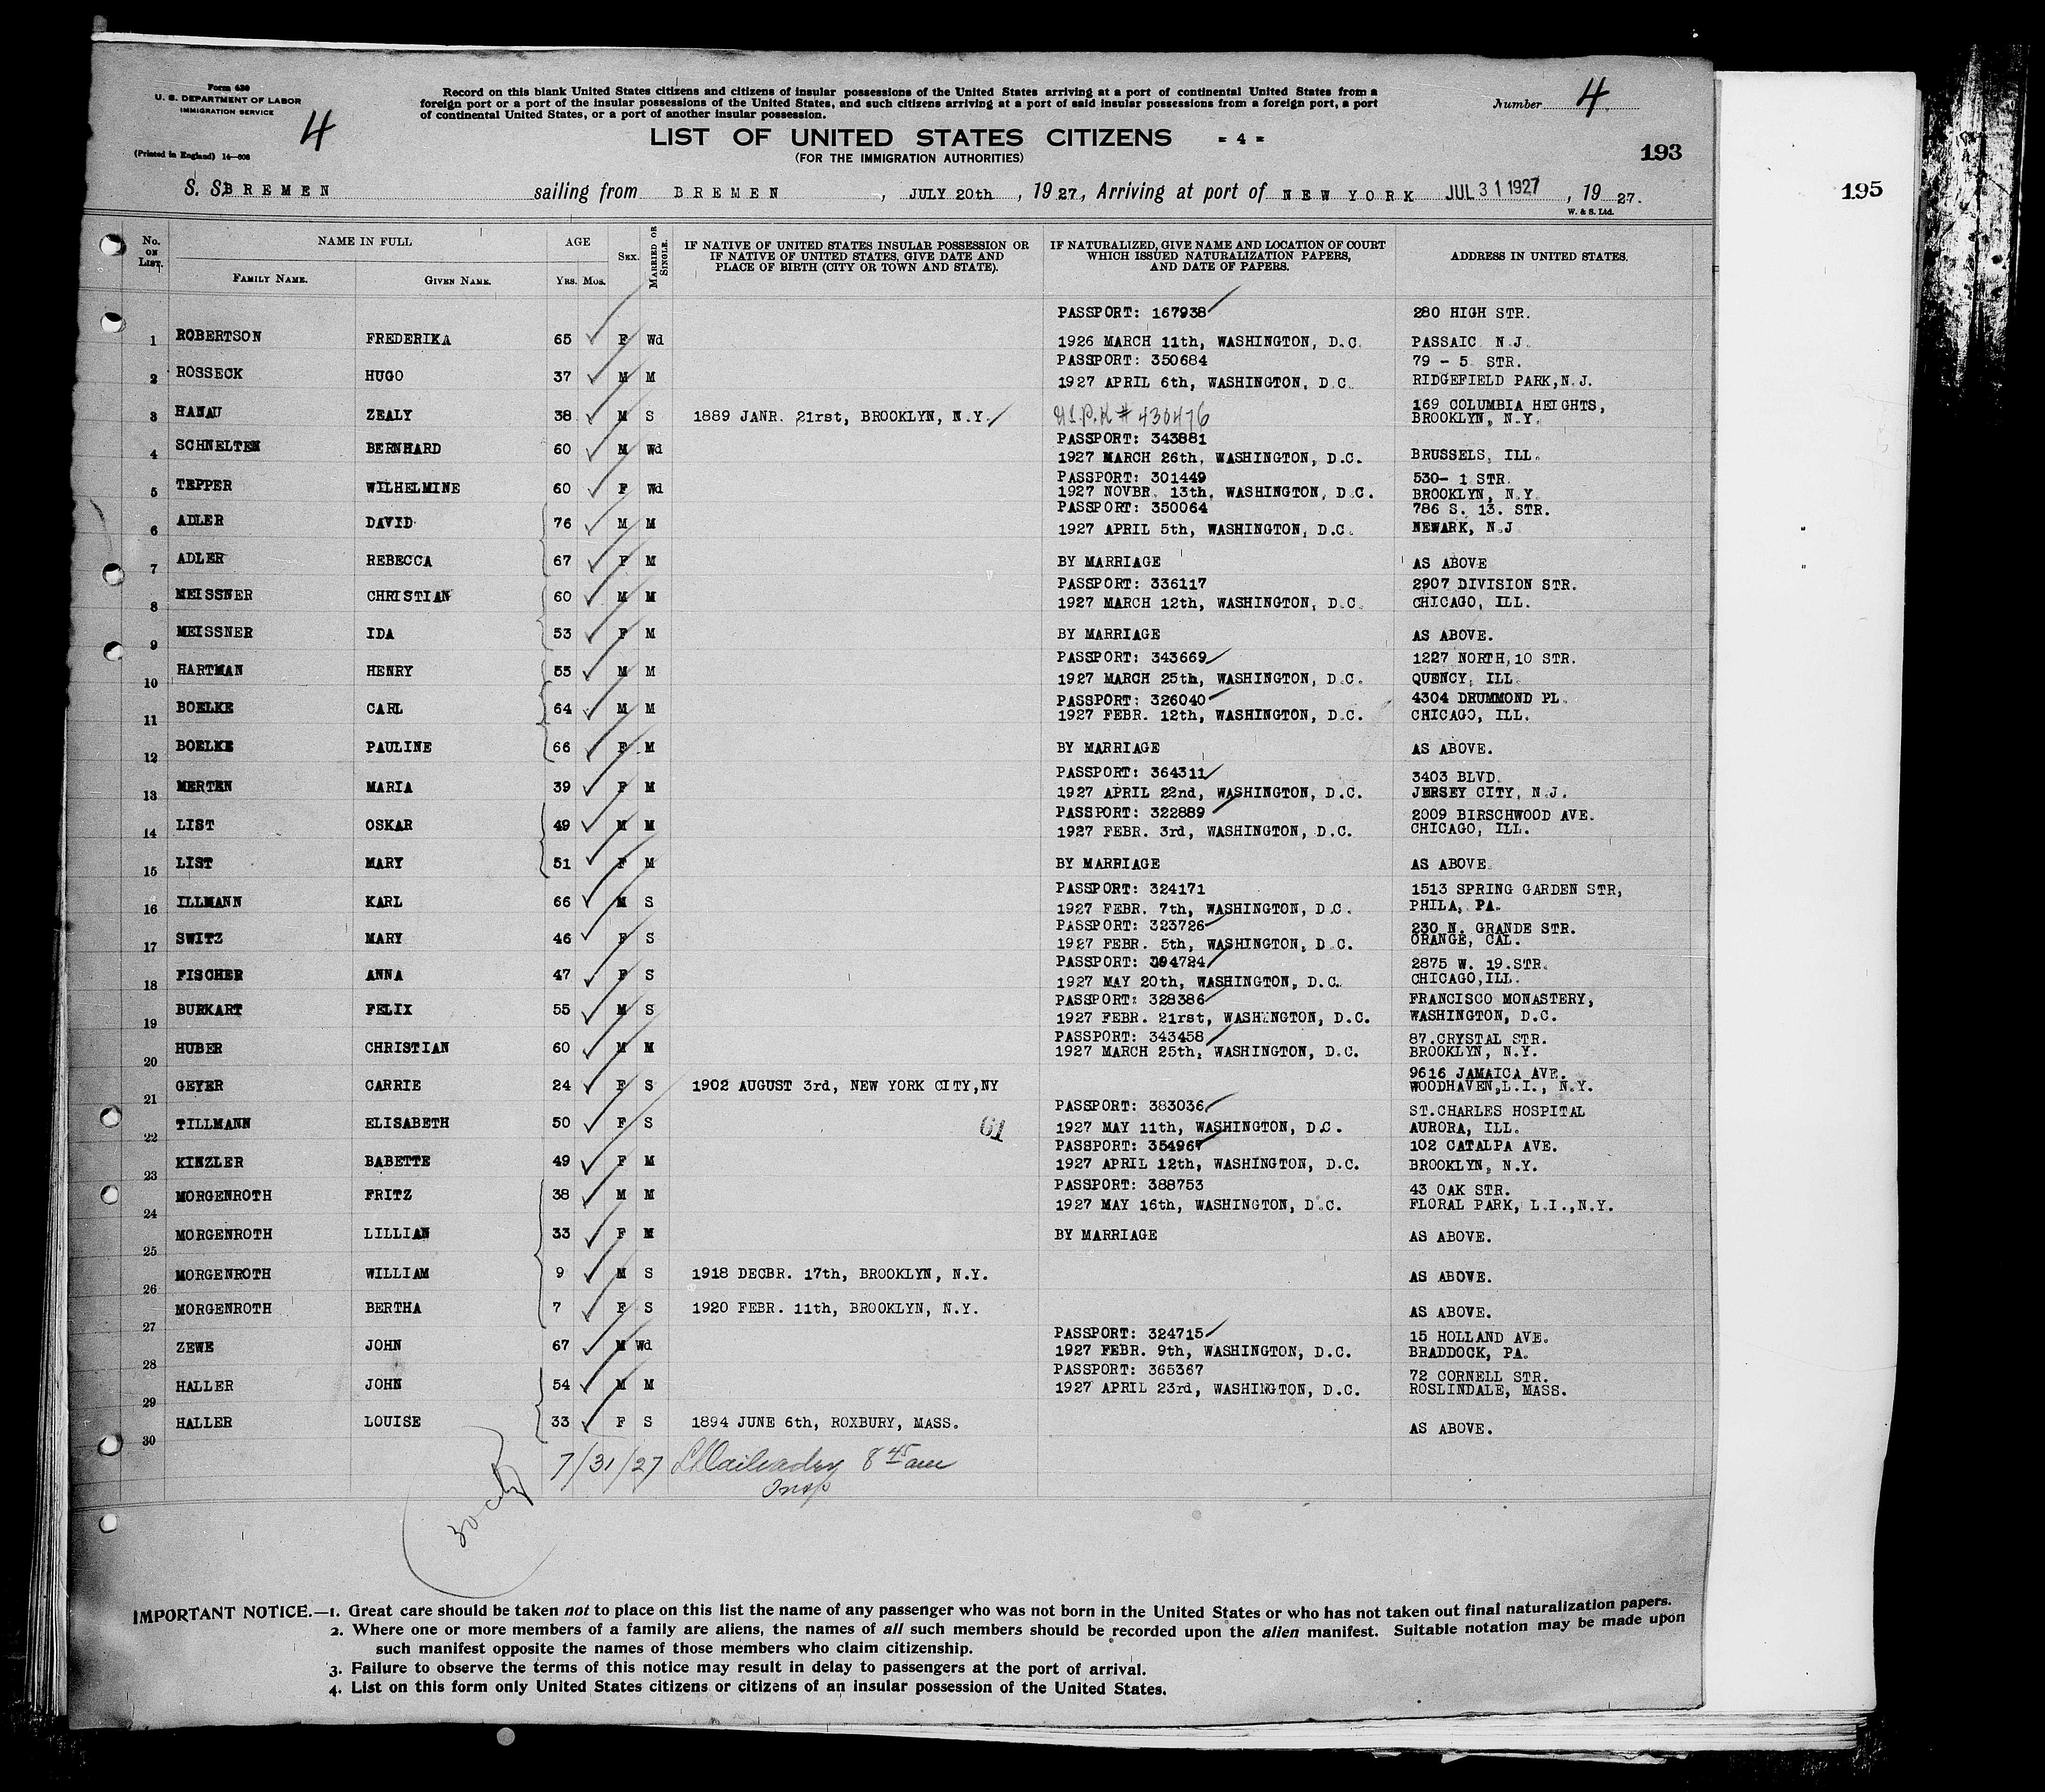 Form 630
U. S. DEPARTMENT OF LABOR
IMMIGRATION SERVICE
4
(Printed in England) 14—608
Record on this blank United States citizens and citizens of insular possessions of the United States arriving at a port of continental United States from a
foreign port or a port of the insular possessions of the United States, and such citizens arriving at a port of said insular possessions from a foreign port, a port
of continental United States, or a port of another insular possession.
Number 4
LIST OF UNITED STATES CITIZENS = 4 =
(FOR THE IMMIGRATION AUTHORITIES)
193
195
S. S. BREMEN sailing from BREMEN, JULY 20th, 1927, Arriving at port of NEW YORK JUL 31 1927, 1927.
W. & S. Ltd.
No. on List. NAME IN FULL AGE Sex. Married or Single. IF NATIVE OF UNITED STATES INSULAR POSSESSION OR IF NATIVE OF UNITED STATES, GIVE DATE AND PLACE OF BIRTH (CITY OR TOWN AND STATE). IF NATURALIZED, GIVE NAME AND LOCATION OF COURT WHICH ISSUED NATURALIZATION PAPERS, AND DATE OF PAPERS. ADDRESS IN UNITED STATES.
Family Name. Given Name. Yrs. Mos.
PASSPORT: 167938 280 HIGH STR.
1 ROBERTSON FREDERIKA 65 F Wd 1926 MARCH 11th, WASHINGTON, D.C. PASSAIC N.J.
PASSPORT: 350684 79 - 5 STR.
2 ROSSECK HUGO 37 M M 1927 APRIL 6th, WASHINGTON, D.C. RIDGEFIELD PARK, N.J.
169 COLUMBIA HEIGHTS,
3 HANAU ZEALY 38 M S 1889 JANR. 21rst, BROOKLYN, N.Y. U.S.P.P. # 430476 BROOKLYN, N.Y.
PASSPORT: 343881
4 SCHNELTEN BERNHARD 60 M Wd 1927 MARCH 26th, WASHINGTON, D.C. BRUSSELS, ILL.
PASSPORT: 301449 530- 1 STR.
5 TEPPER WILHELMINE 60 F Wd 1927 NOVBR. 13th, WASHINGTON, D.C. BROOKLYN, N.Y.
PASSPORT: 350064 786 S. 13. STR.
6 ADLER DAVID 76 M M 1927 APRIL 5th, WASHINGTON, D.C. NEWARK, N.J
7 ADLER REBECCA 67 F M BY MARRIAGE AS ABOVE
PASSPORT: 336117 2907 DIVISION STR.
8 MEISSNER CHRISTIAN 60 M M 1927 MARCH 12th, WASHINGTON, D.C. CHICAGO, ILL.
9 MEISSNER IDA 53 F M BY MARRIAGE AS ABOVE.
PASSPORT: 343669 1227 NORTH, 10 STR.
10 HARTMAN HENRY 55 M M 1927 MARCH 25th, WASHINGTON, D.C. QUENCY, ILL.
PASSPORT: 326040 4304 DRUMMOND PL.
11 BOELKE CARL 64 M M 1927 FEBR. 12th, WASHINGTON, D.C. CHICAGO, ILL.
12 BOELKE PAULINE 66 F M BY MARRIAGE AS ABOVE.
PASSPORT: 364311 3403 BLVD.
13 MERTEN MARIA 39 F M 1927 APRIL 22nd, WASHINGTON, D.C. JERSEY CITY, N.J.
PASSPORT: 322889 2009 BIRSCHWOOD AVE.
14 LIST OSKAR 49 M M 1927 FEBR. 3rd, WASHINGTON, D.C. CHICAGO, ILL.
15 LIST MARY 51 F M BY MARRIAGE AS ABOVE
PASSPORT: 324171 1513 SPRING GARDEN STR,
16 ILLMANN KARL 66 M S 1927 FEBR. 7th, WASHINGTON, D.C. PHILA, PA.
PASSPORT: 323726 230 N. GRANDE STR.
17 SWITZ MARY 46 F S 1927 FEBR. 5th, WASHINGTON, D.C. ORANGE, CAL.
PASSPORT: 394724 2875 W. 19.STR.
18 FISCHER ANNA 47 F S 1927 MAY 20th, WASHINGTON, D.C. CHICAGO, ILL.
PASSPORT: 328386 FRANCISCO MONASTERY,
19 BURKART FELIX 55 M S 1927 FEBR. 21rst, WASHINGTON, D.C. WASHINGTON, D.C.
PASSPORT: 343458 87.CRYSTAL STR.
20 HUBER CHRISTIAN 60 M M 1927 MARCH 25th, WASHINGTON, D.C. BROOKLYN, N.Y.
9616 JAMAICA AVE.
21 GEYER CARRIE 24 F S 1902 AUGUST 3rd, NEW YORK CITY, NY WOODHAVEN, L.I., N.Y.
PASSPORT: 383036 ST.CHARLES HOSPITAL
22 TILLMANN ELISABETH 50 F S 61 1927 MAY 11th, WASHINGTON, D.C. AURORA, ILL.
PASSPORT: 354967 102 CATALPA AVE.
23 KINZLER BABETTE 49 F M 1927 APRIL 12th, WASHINGTON, D.C. BROOKLYN, N.Y.
PASSPORT: 388753 43 OAK STR.
24 MORGENROTH FRITZ 38 M M 1927 MAY 16th, WASHINGTON, D.C. FLORAL PARK, L.I., N.Y.
25 MORGENROTH LILLIAN 33 F M BY MARRIAGE AS ABOVE.
26 MORGENROTH WILLIAM 9 M S 1918 DECBR. 17th, BROOKLYN, N.Y. AS ABOVE.
27 MORGENROTH BERTHA 7 F S 1920 FEBR. 11th, BROOKLYN, N.Y. AS ABOVE.
PASSPORT: 324715 15 HOLLAND AVE.
28 ZEWE JOHN 67 M Wd 1927 FEBR. 9th, WASHINGTON, D.C. BRADDOCK, PA.
PASSPORT: 365367 72 CORNELL STR.
29 HALLER JOHN 54 M M 1927 APRIL 23rd, WASHINGTON, D.C. ROSLINDALE, MASS.
30 HALLER LOUISE 33 F S 1894 JUNE 6th, ROXBURY, MASS. AS ABOVE.
7/31/27 8 45 am
Insp
30
IMPORTANT NOTICE.—1. Great care should be taken not to place on this list the name of any passenger who was not born in the United States or who has not taken out final naturalization papers.
2. Where one or more members of a family are aliens, the names of all such members should be recorded upon the alien manifest. Suitable notation may be made upon
such manifest opposite the names of those members who claim citizenship.
3. Failure to observe the terms of this notice may result in delay to passengers at the port of arrival.
4. List on this form only United States citizens or citizens of an insular possession of the United States.